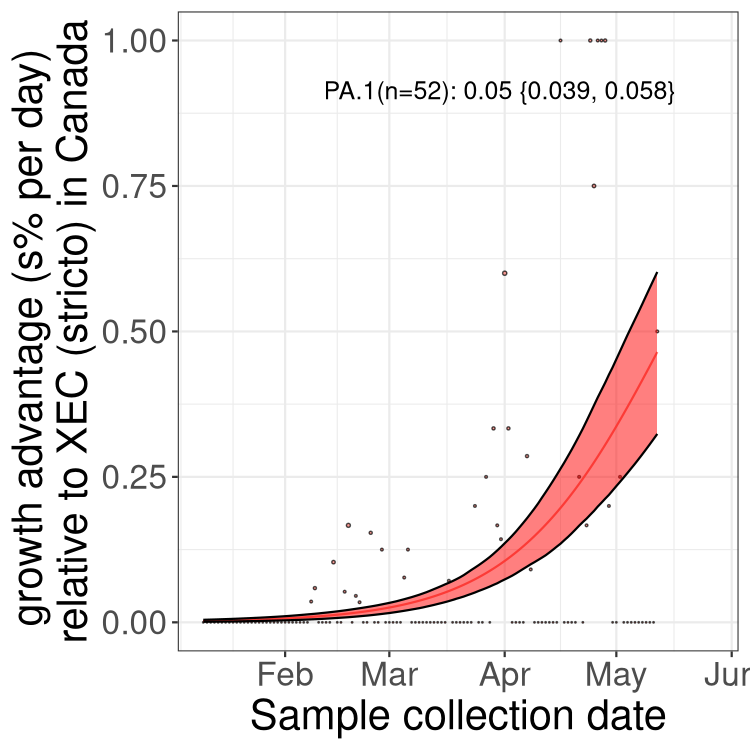 growth advantage (s% per day)
relative to XEC (stricto) in Canada
1.00
0.75
0.50
0.25
0.00
PA.1(n=52): 0.05 {0.039, 0.058}
Feb Mar Apr May Jun
Sample collection date